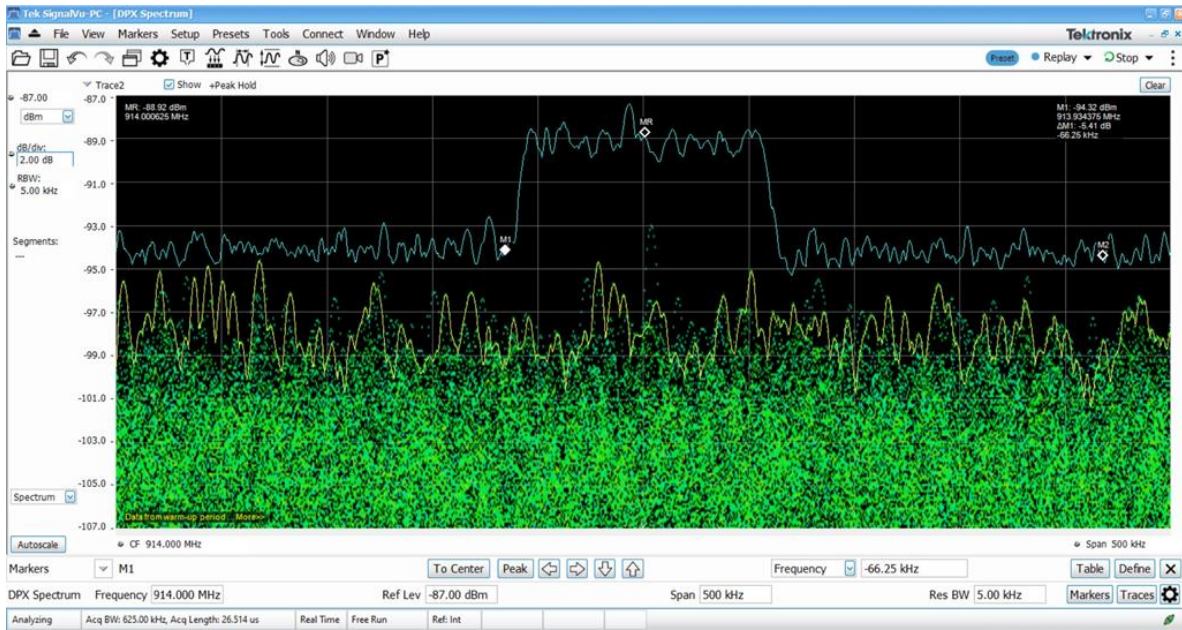 Tek SignalVu-PC - [DPX Spectrum]
File View Markers Setup Presets Tools Connect Window Help
Tektronix
T
P
Preset
Replay
Stop
Trace2
Show
+Peak Hold
Clear
-87.00
dBm
dB/div:
2.00 dB
RBW:
5.00 kHz
Segments:
---
Spectrum
Autoscale
-87.0
-89.0
-91.0
-93.0
-95.0
-97.0
-99.0
-101.0
-103.0
-105.0
-107.0
MR: -88.92 dBm
914.000625 MHz
MR
M1: -94.32 dBm
913.934375 MHz
ΔM1: -5.41 dB
-66.25 kHz
M1
M2
Data from warm-up period... More>>
CF 914.000 MHz
Span 500 kHz
Markers M1 To Center Peak Frequency -66.25 kHz Table Define X
DPX Spectrum Frequency 914.000 MHz Ref Lev -87.00 dBm Span 500 kHz Res BW 5.00 kHz Markers Traces
Analyzing Acq BW: 625.00 kHz, Acq Length: 26.514 us Real Time Free Run Ref: Int